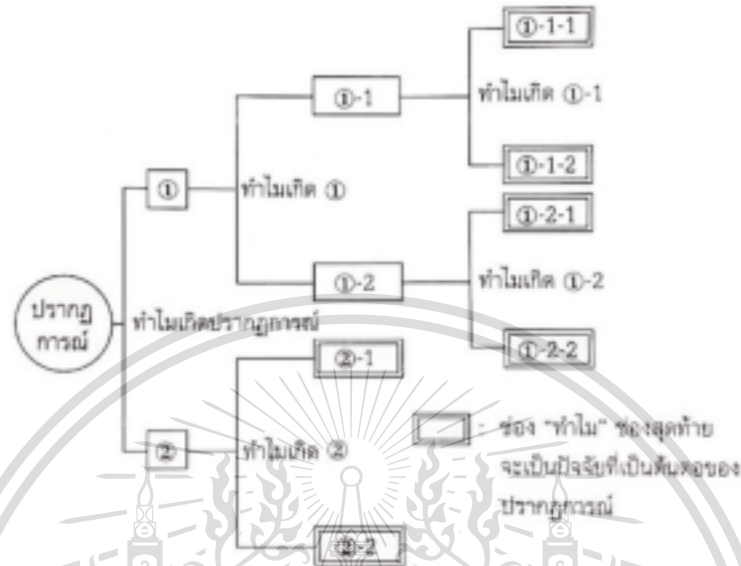 ①-1-1
①-1
ทำไมเกิด ①-1
①
ทำไมเกิด ①
①-1-2
①-2-1
①-2
ทำไมเกิด ①-2
ปรากฏ
การณ์
ทำไมเกิดปรากฏการณ์
②-1
①-2-2
②
ทำไมเกิด ②
: ช่อง "ทำไม" ช่องสุดท้าย
จะเป็นปัจจัยที่เป็นต้นตอของ
ปรากฏการณ์
②-2